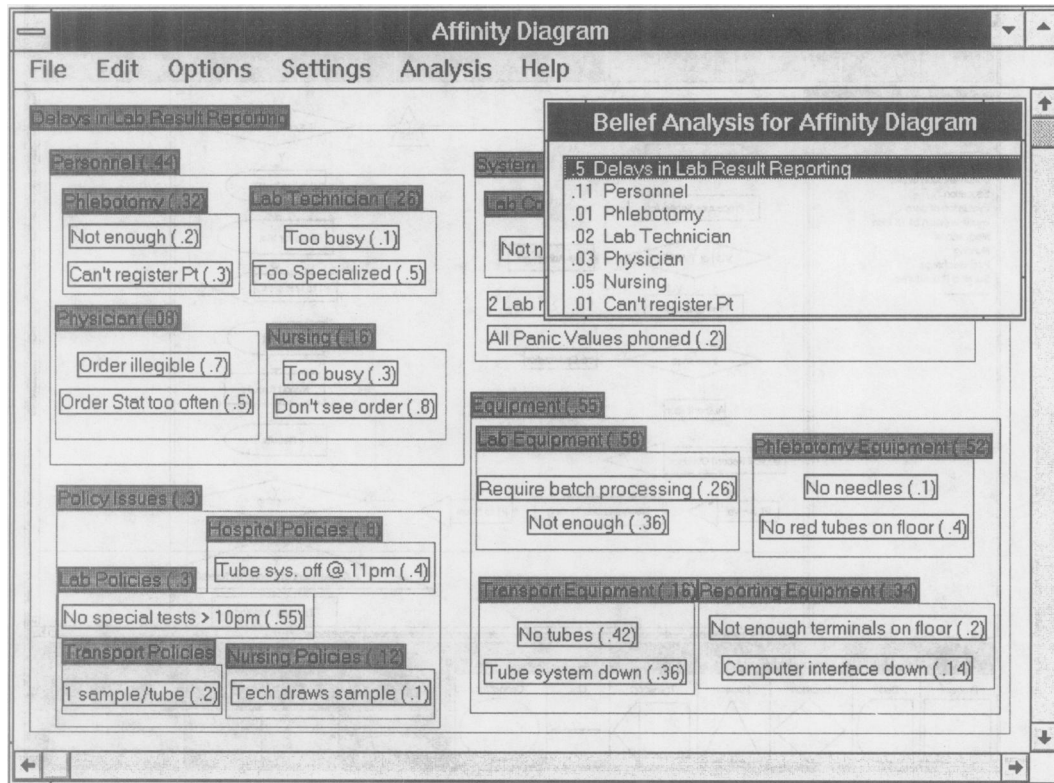 Affinity Diagram
File Edit Options Settings Analysis Help
Delays in Lab Result Reporting
Belief Analysis for Affinity Diagram
.5 Delays in Lab Result Reporting
.11 Personnel
.01 Phlebotomy
.02 Lab Technician
.03 Physician
.05 Nursing
.01 Can't register Pt
Personnel (.44)
Phlebotomy (.32)
Not enough (.2)
Can't register Pt (.3)
Lab Technician (.26)
Too busy (.1)
Too Specialized (.5)
Physician (.08)
Order illegible (.7)
Order Stat too often (.5)
Nursing (.16)
Too busy (.3)
Don't see order (.8)
System
Lab Co
Not n
2 Lab r
All Panic Values phoned (.2)
Equipment (.55)
Lab Equipment (.58)
Require batch processing (.26)
Not enough (.36)
Phlebotomy Equipment (.52)
No needles (.1)
No red tubes on floor (.4)
Policy Issues (.3)
Hospital Policies (.8)
Tube sys. off @ 11pm (.4)
Lab Policies (.3)
No special tests > 10pm (.55)
Transport Policies
1 sample/tube (.2)
Nursing Policies (.12)
Tech draws sample (.1)
Transport Equipment (.16)
No tubes (.42)
Tube system down (.36)
Reporting Equipment (.34)
Not enough terminals on floor (.2)
Computer interface down (.14)